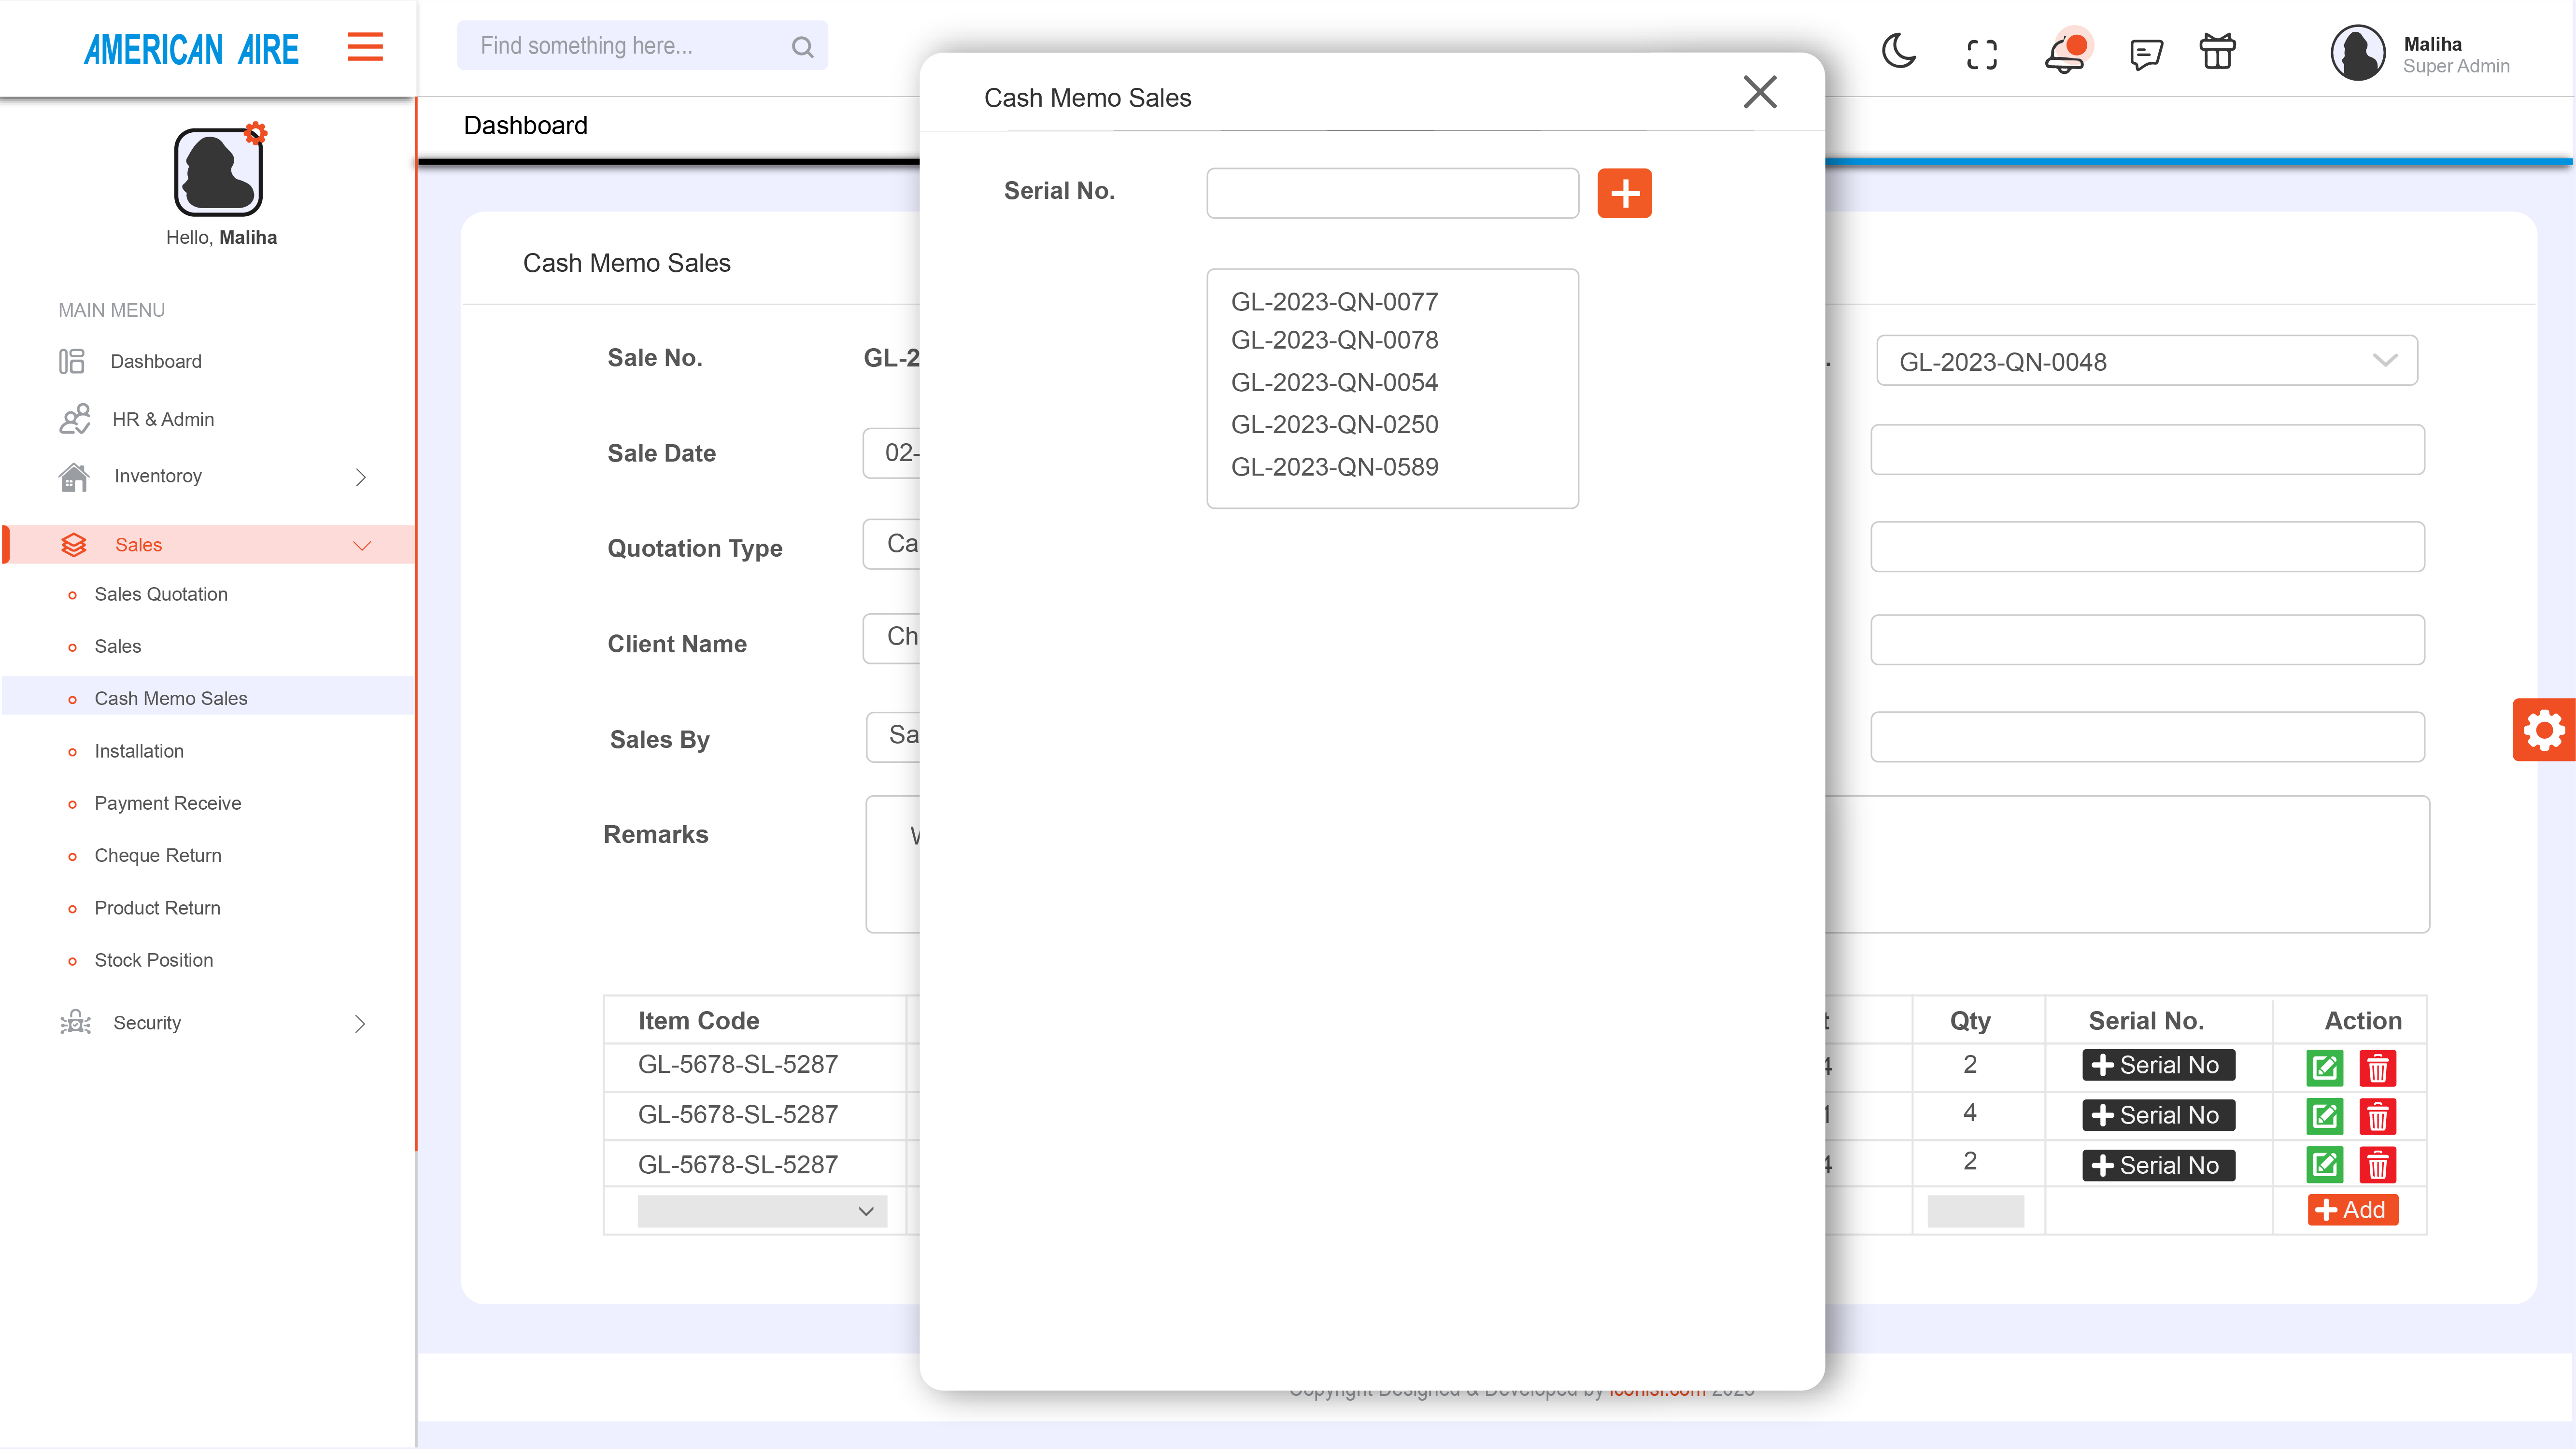 AMERICAN AIRE
Find something here...
Maliha
Super Admin
Dashboard
Hello, Maliha
MAIN MENU
Dashboard
HR & Admin
Inventoroy
Sales
Sales Quotation
Sales
Cash Memo Sales
Installation
Payment Receive
Cheque Return
Product Return
Stock Position
Security
Cash Memo Sales
Serial No.
GL-2023-QN-0077
GL-2023-QN-0078
GL-2023-QN-0054
GL-2023-QN-0250
GL-2023-QN-0589
Cash Memo Sales
Sale No. GL-2
GL-2023-QN-0048
Sale Date 02-
Quotation Type Ca
Client Name Ch
Sales By Sa
Remarks
Item Code Qty Serial No. Action
GL-5678-SL-5287 2 Serial No
GL-5678-SL-5287 4 Serial No
GL-5678-SL-5287 2 Serial No
Add
Copyright Designed & Developed by